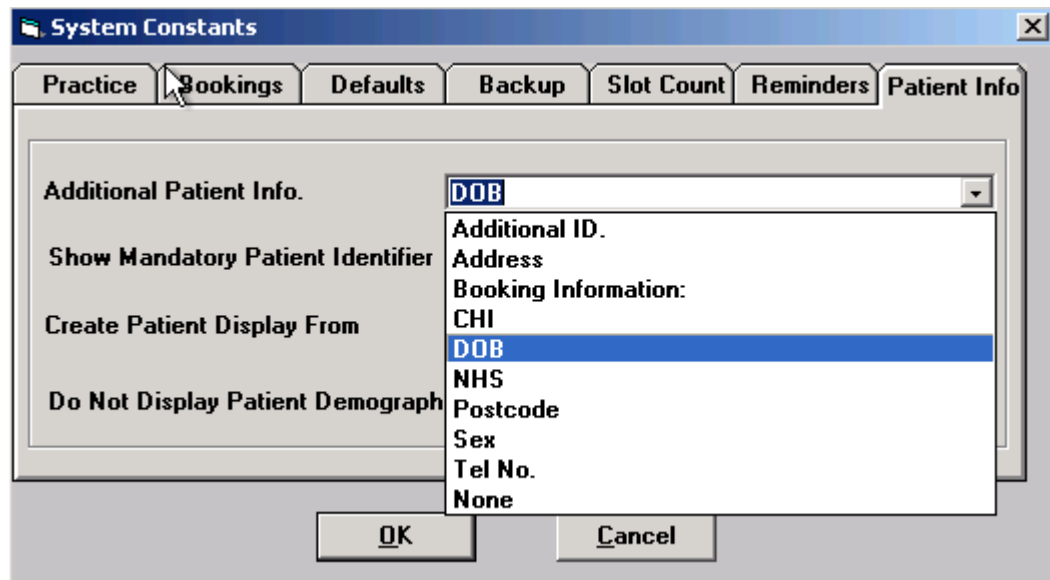 System Constants
Practice Bookings Defaults Backup Slot Count Reminders Patient Info
Additional Patient Info. DOB
Additional ID.
Show Mandatory Patient Identifier Address
Booking Information:
Create Patient Display From CHI
DOB
NHS
Do Not Display Patient Demograph Postcode
Sex
Tel No.
None
OK Cancel